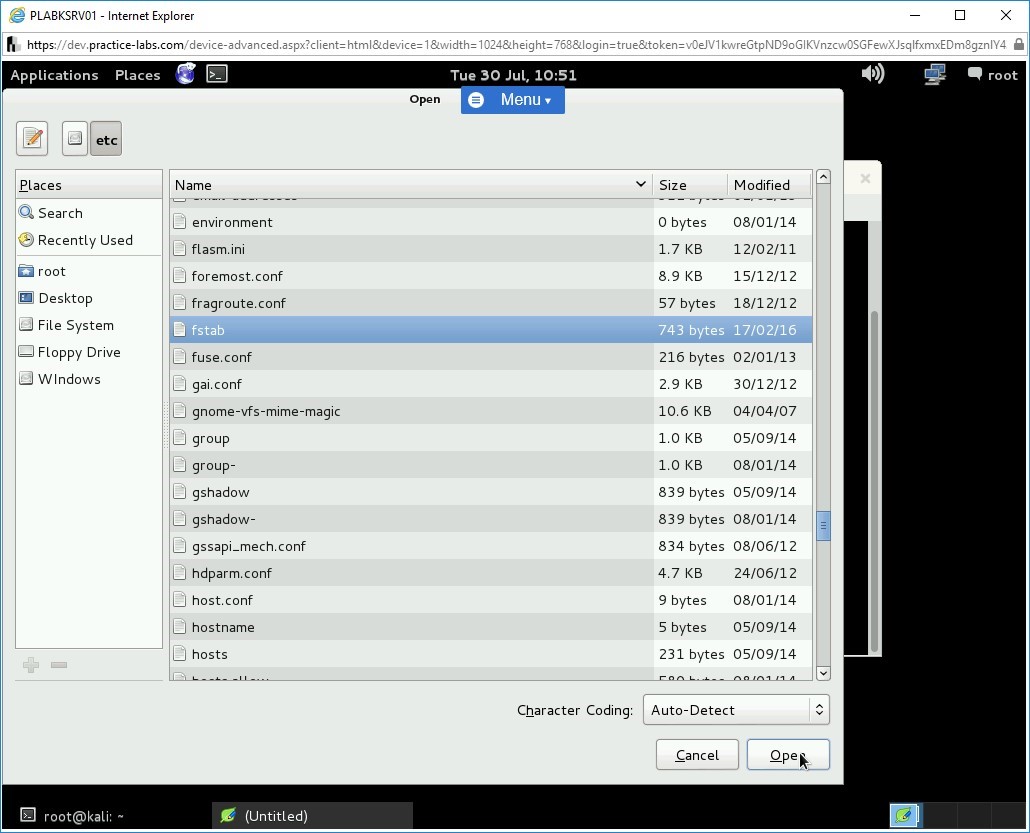 PLABKSRV01 - Internet Explorer
https://dev.practice-labs.com/device-advanced.aspx?client=html&device=1&width=1024&height=768&login=true&token=
Applications Places Tue 30 Jul, 10:51 root
Open Menu
etc
Places
Search
Recently Used
root
Desktop
File System
Floppy Drive
WIndows
Name Size Modified
environment 0 bytes 08/01/14
flasm.ini 1.7 KB 12/02/11
foremost.conf 8.9 KB 15/12/12
fragroute.conf 57 bytes 18/12/12
fstab 743 bytes 17/02/16
fuse.conf 216 bytes 02/01/13
gai.conf 2.9 KB 30/12/12
gnome-vfs-mime-magic 10.6 KB 04/04/07
group 1.0 KB 05/09/14
group- 1.0 KB 08/01/14
gshadow 839 bytes 05/09/14
gshadow- 839 bytes 08/01/14
gssapi_mech.conf 834 bytes 08/06/12
hdparm.conf 4.7 KB 24/06/12
host.conf 9 bytes 08/01/14
hostname 5 bytes 05/09/14
hosts 231 bytes 05/09/14
Character Coding: Auto-Detect
Cancel Open
root@kali: ~ (Untitled)